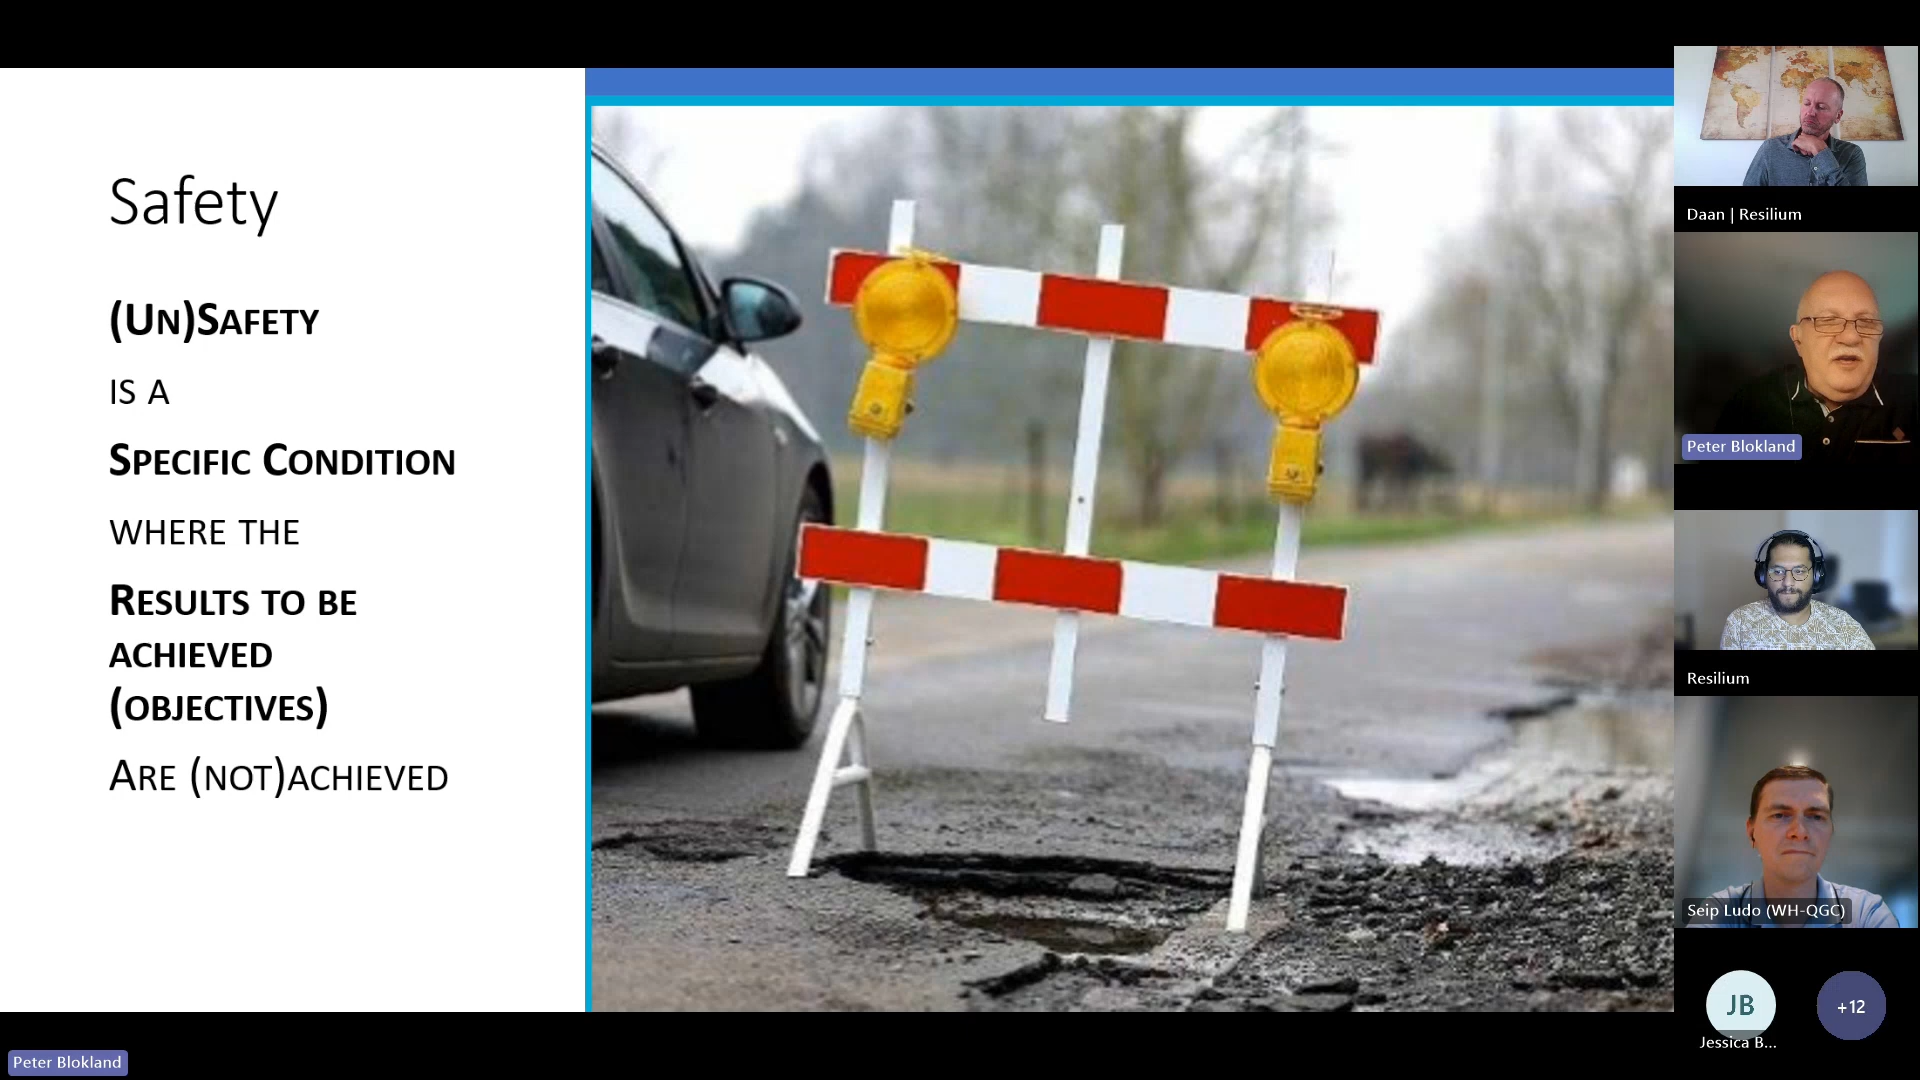 Safety
(UN)SAFETY
IS A
SPECIFIC CONDITION
WHERE THE
RESULTS TO BE
ACHIEVED
(OBJECTIVES)
ARE (NOT)ACHIEVED
Daan | Resilium
Peter Blokland
Resilium
Seip Ludo (WH-QGC)
JB
+12
Jessica B...
Peter Blokland